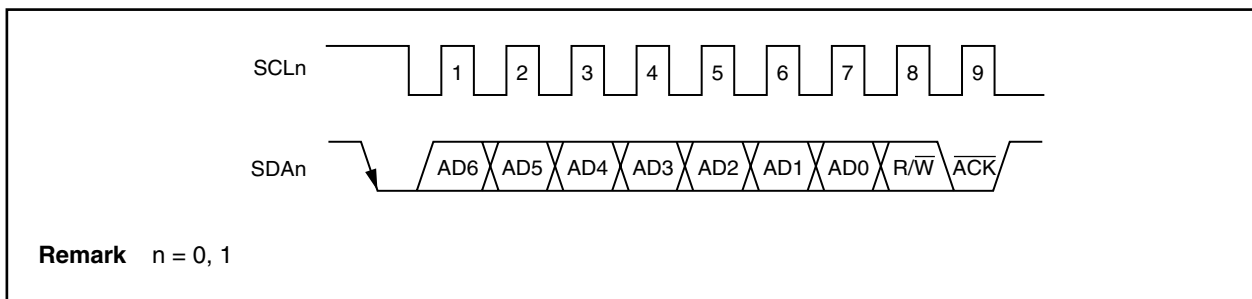 SCLn 1 2 3 4 5 6 7 8 9
SDAn AD6 AD5 AD4 AD3 AD2 AD1 AD0 R/W̅ A̅C̅K̅
Remark n = 0, 1